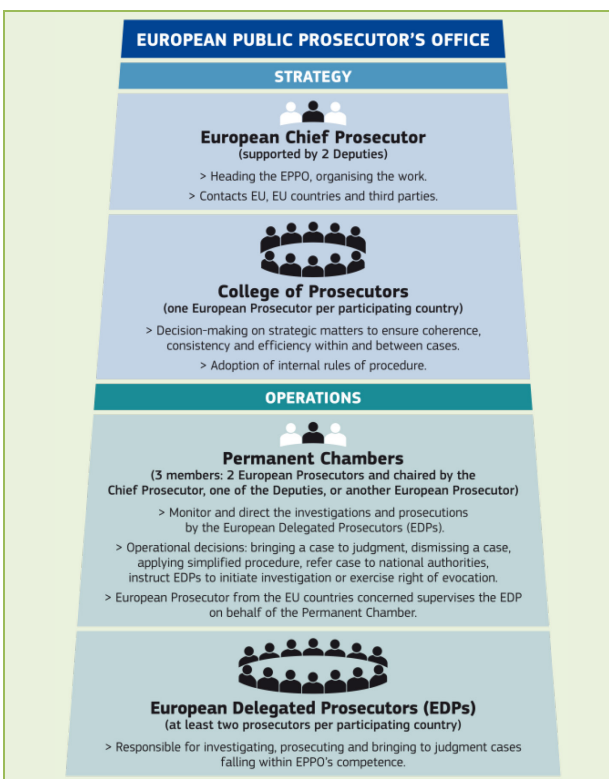 EUROPEAN PUBLIC PROSECUTOR'S OFFICE
STRATEGY
European Chief Prosecutor
(supported by 2 Deputies)
> Heading the EPPO, organising the work.
> Contacts EU, EU countries and third parties.
College of Prosecutors
(one European Prosecutor per participating country)
> Decision-making on strategic matters to ensure coherence,
consistency and efficiency within and between cases.
> Adoption of internal rules of procedure.
OPERATIONS
Permanent Chambers
(3 members: 2 European Prosecutors and chaired by the
Chief Prosecutor, one of the Deputies, or another European Prosecutor)
> Monitor and direct the investigations and prosecutions
by the European Delegated Prosecutors (EDPs).
> Operational decisions: bringing a case to judgment, dismissing a case,
applying simplified procedure, refer case to national authorities,
instruct EDPs to initiate investigation or exercise right of evocation.
> European Prosecutor from the EU countries concerned supervises the EDP
on behalf of the Permanent Chamber.
European Delegated Prosecutors (EDPs)
(at least two prosecutors per participating country)
> Responsible for investigating, prosecuting and bringing to judgment cases
falling within EPPO's competence.